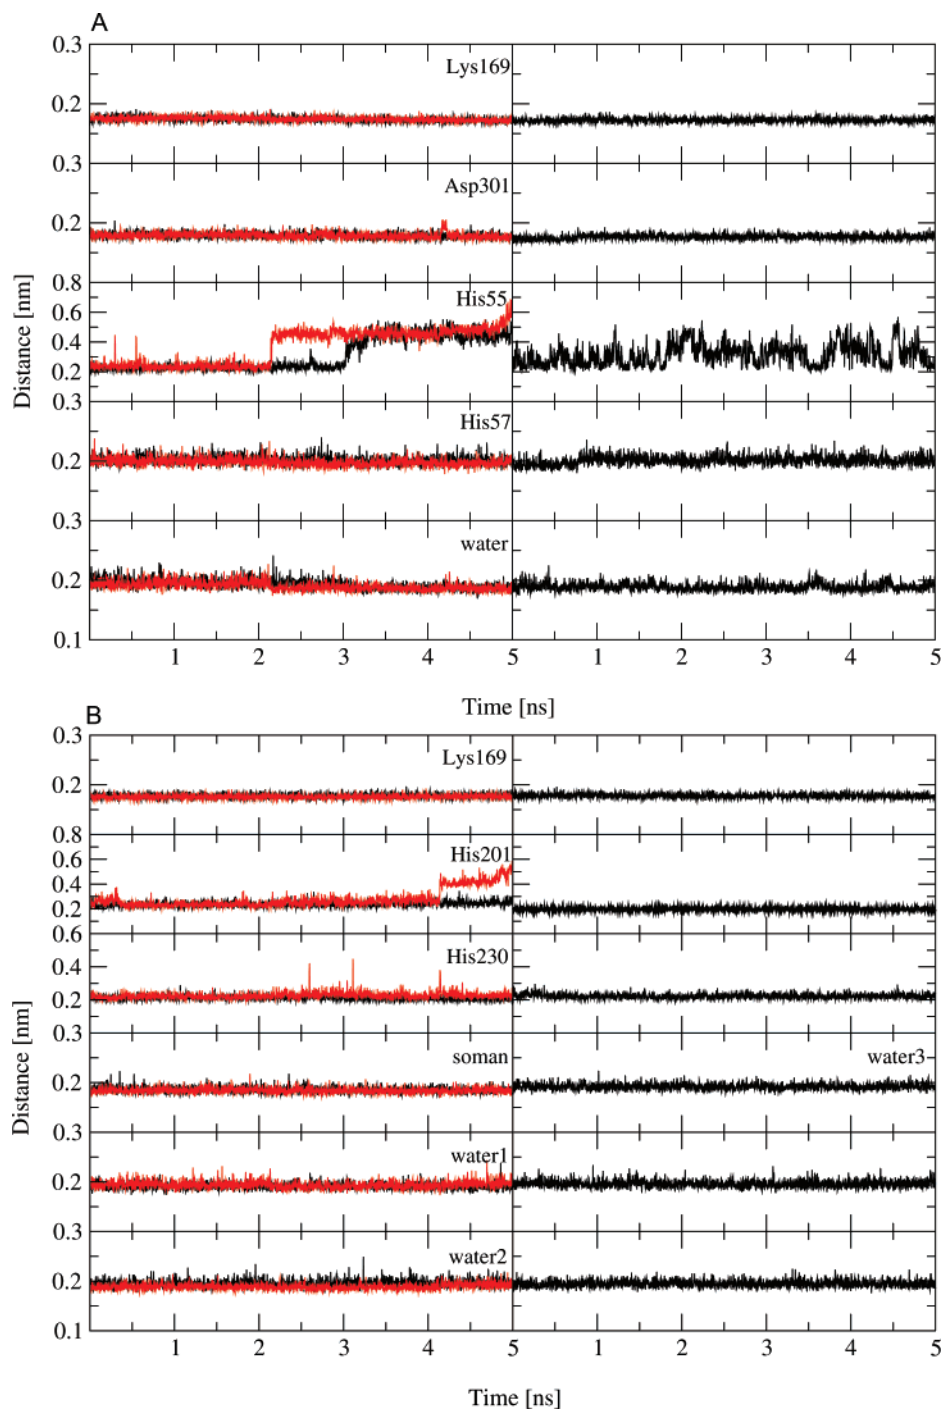 A
0.3
Lys169
0.2
0.3
Asp301
0.2
0.8
His55
0.6
0.4
0.2
0.3
His57
0.2
0.3
water
0.2
0.1
Distance [nm]
1 2 3 4 5 1 2 3 4 5
Time [ns]
B
0.3
Lys169
0.2
0.8
His201
0.6
0.4
0.2
0.6
His230
0.4
0.2
0.3
soman water3
0.2
0.3
water1
0.2
0.3
water2
0.2
0.1
Distance [nm]
1 2 3 4 5 1 2 3 4 5
Time [ns]